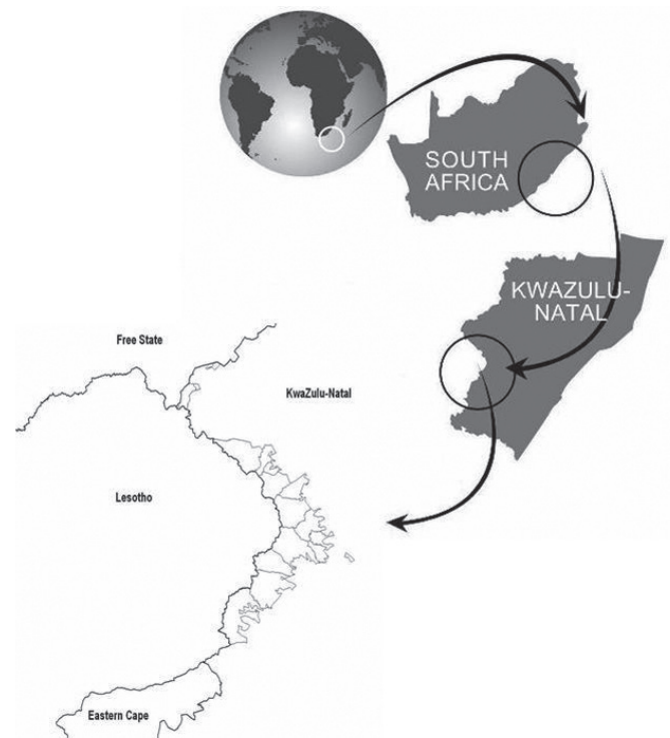 SOUTH
AFRICA
KWAZULU-
NATAL
Free State
KwaZulu-Natal
Lesotho
Eastern Cape